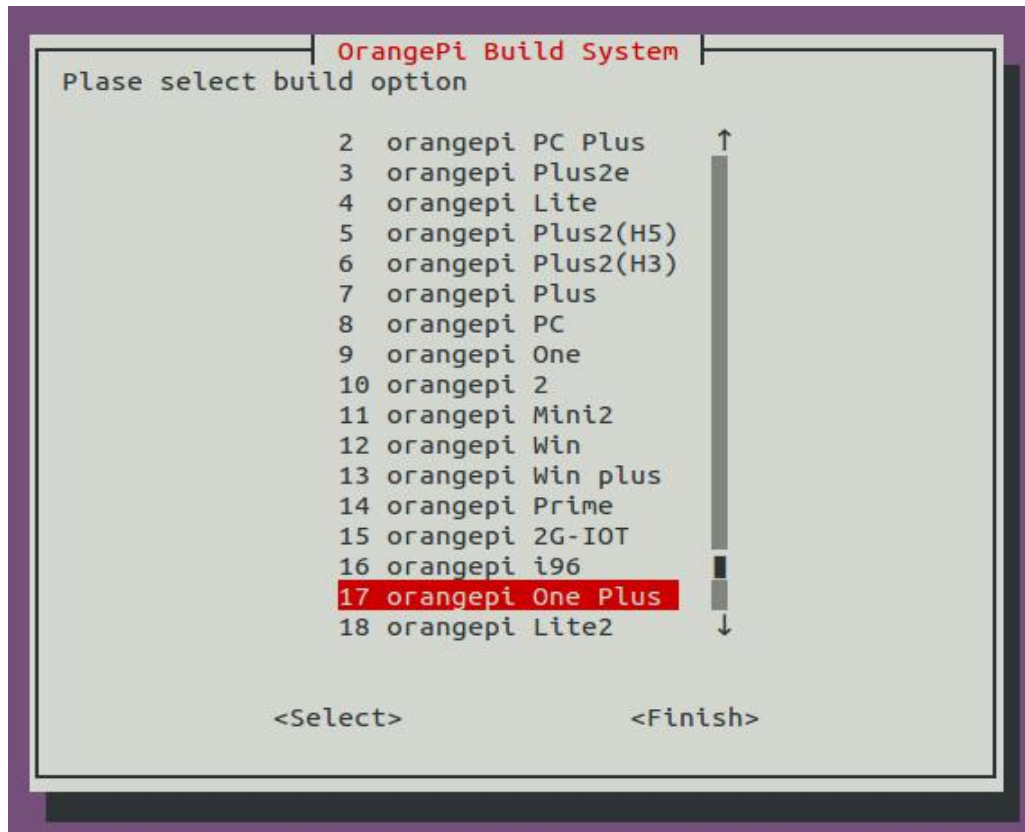 OrangePi Build System
Plase select build option
2 orangepi PC Plus
3 orangepi Plus2e
4 orangepi Lite
5 orangepi Plus2(H5)
6 orangepi Plus2(H3)
7 orangepi Plus
8 orangepi PC
9 orangepi One
10 orangepi 2
11 orangepi Mini2
12 orangepi Win
13 orangepi Win plus
14 orangepi Prime
15 orangepi 2G-IOT
16 orangepi i96
17 orangepi One Plus
18 orangepi Lite2
<Select> <Finish>